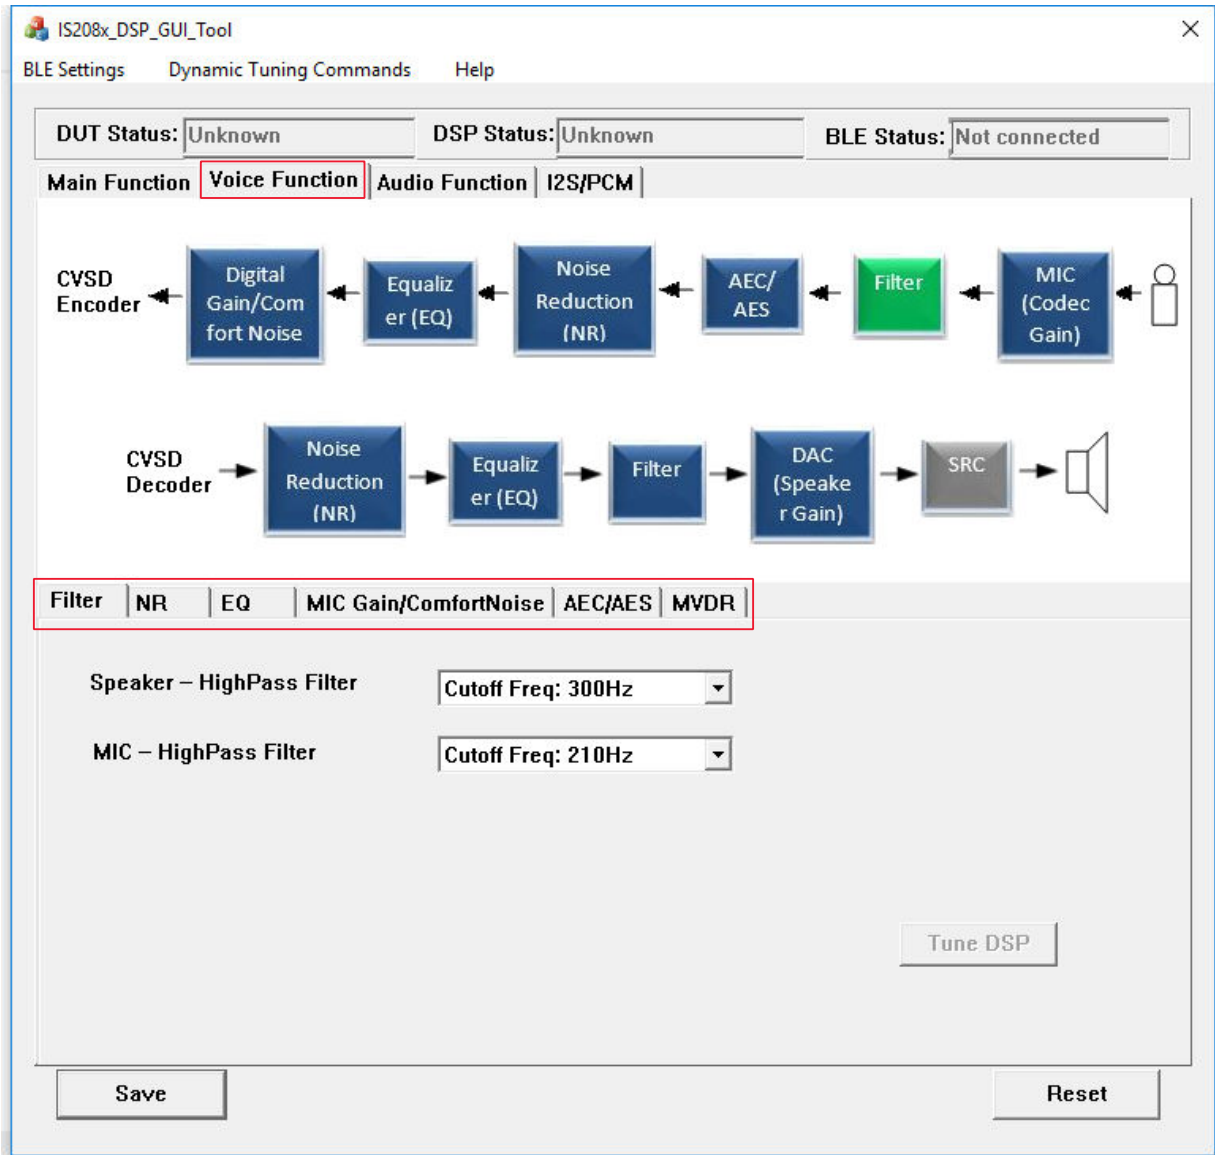 IS208x_DSP_GUI_Tool
BLE Settings Dynamic Tuning Commands Help
DUT Status: Unknown DSP Status: Unknown BLE Status: Not connected
Main Function Voice Function Audio Function I2S/PCM
CVSD
Encoder
Digital
Gain/Com
fort Noise
Equaliz
er (EQ)
Noise
Reduction
(NR)
AEC/
AES
Filter
MIC
(Codec
Gain)
CVSD
Decoder
Noise
Reduction
(NR)
Equaliz
er (EQ)
Filter
DAC
(Speake
r Gain)
SRC
Filter NR EQ MIC Gain/ComfortNoise AEC/AES MVDR
Speaker – HighPass Filter Cutoff Freq: 300Hz
MIC – HighPass Filter Cutoff Freq: 210Hz
Tune DSP
Save Reset